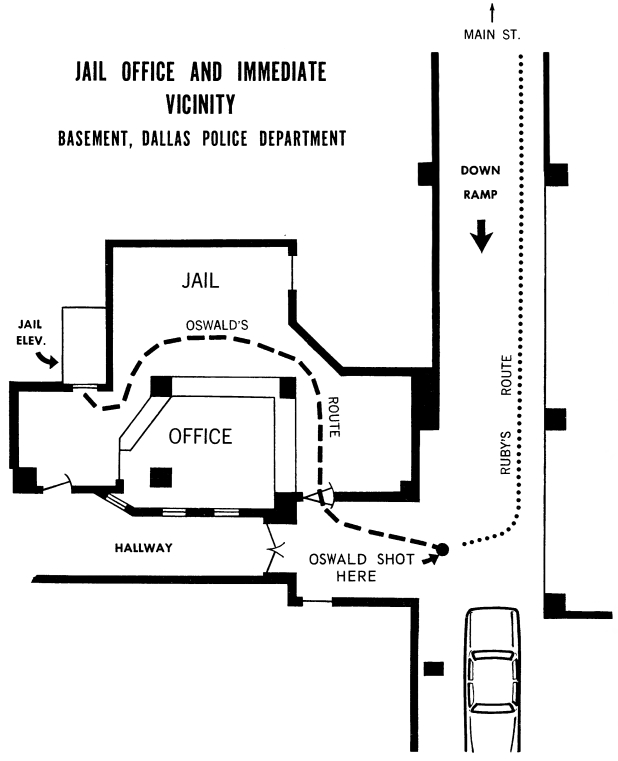 MAIN ST.
JAIL OFFICE AND IMMEDIATE
VICINITY
BASEMENT, DALLAS POLICE DEPARTMENT
DOWN
RAMP
JAIL
OSWALD'S
ROUTE
JAIL
ELEV.
OFFICE
RUBY'S ROUTE
HALLWAY
OSWALD SHOT
HERE